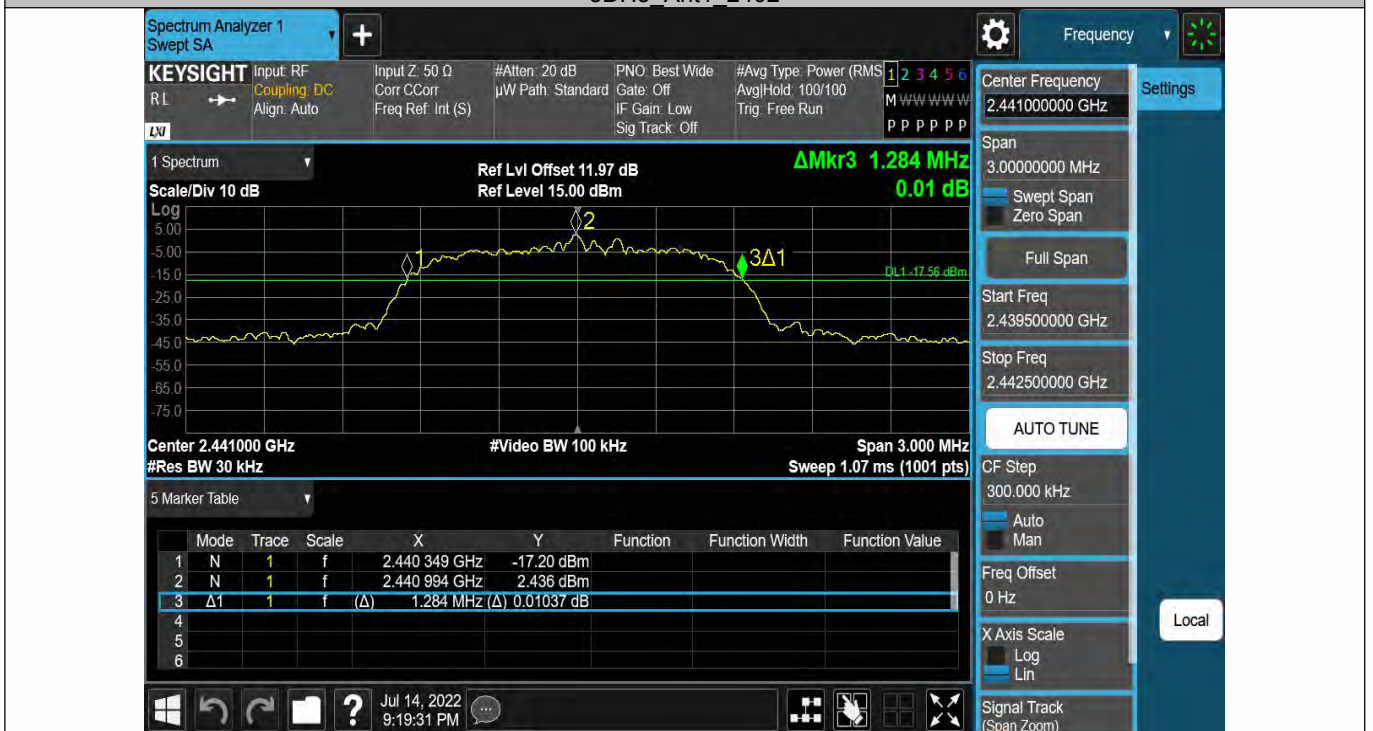 Spectrum Analyzer 1
Swept SA
+
Frequency
KEYSIGHT
RL
LXI
Input: RF
Coupling: DC
Align: Auto
Input Z: 50 Ω
Corr CCorr
Freq Ref: Int (S)
#Atten: 20 dB
µW Path: Standard
PNO: Best Wide
Gate: Off
IF Gain: Low
Sig Track: Off
#Avg Type: Power (RMS
Avg|Hold: 100/100
Trig: Free Run
1 2 3 4 5 6
M W W W W W
P P P P P P
1 Spectrum
Scale/Div 10 dB
Ref Lvl Offset 11.97 dB
Ref Level 15.00 dBm
ΔMkr3 1.284 MHz
0.01 dB
Log
5.00
-5.00
-15.0
-25.0
-35.0
-45.0
-55.0
-65.0
-75.0
1
2
3Δ1
DL1 -17.56 dBm
Center 2.441000 GHz
#Video BW 100 kHz
Span 3.000 MHz
#Res BW 30 kHz
Sweep 1.07 ms (1001 pts)
5 Marker Table
Mode Trace Scale X Y Function Function Width Function Value
1 N 1 f 2.440 349 GHz -17.20 dBm
2 N 1 f 2.440 994 GHz 2.436 dBm
3 Δ1 1 f (Δ) 1.284 MHz (Δ) 0.01037 dB
4
5
6
?
Jul 14, 2022
9:19:31 PM
Center Frequency
2.441000000 GHz
Settings
Span
3.00000000 MHz
Swept Span
Zero Span
Full Span
Start Freq
2.439500000 GHz
Stop Freq
2.442500000 GHz
AUTO TUNE
CF Step
300.000 kHz
Auto
Man
Freq Offset
0 Hz
X Axis Scale
Log
Lin
Local
Signal Track
(Span Zoom)